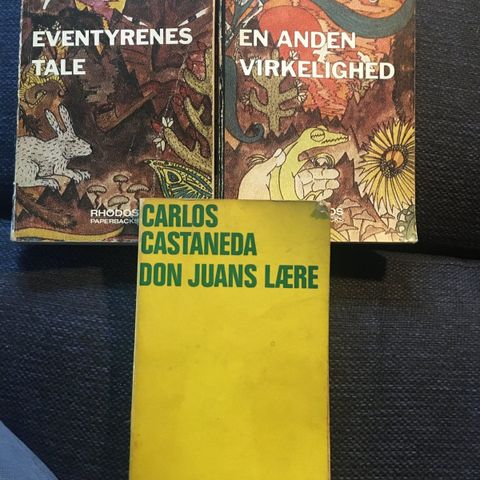 EVENTYRENES
TALE
RHODOS
PAPERBACKS
EN ANDEN
VIRKELIGHED
CARLOS
CASTANEDA
DON JUANS LÆRE